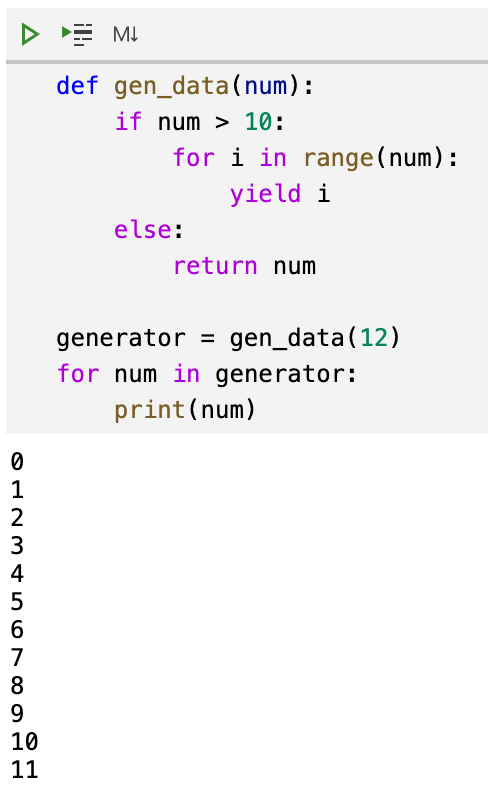 M↓
def gen_data(num):
    if num > 10:
        for i in range(num):
            yield i
    else:
        return num

generator = gen_data(12)
for num in generator:
    print(num)
0
1
2
3
4
5
6
7
8
9
10
11